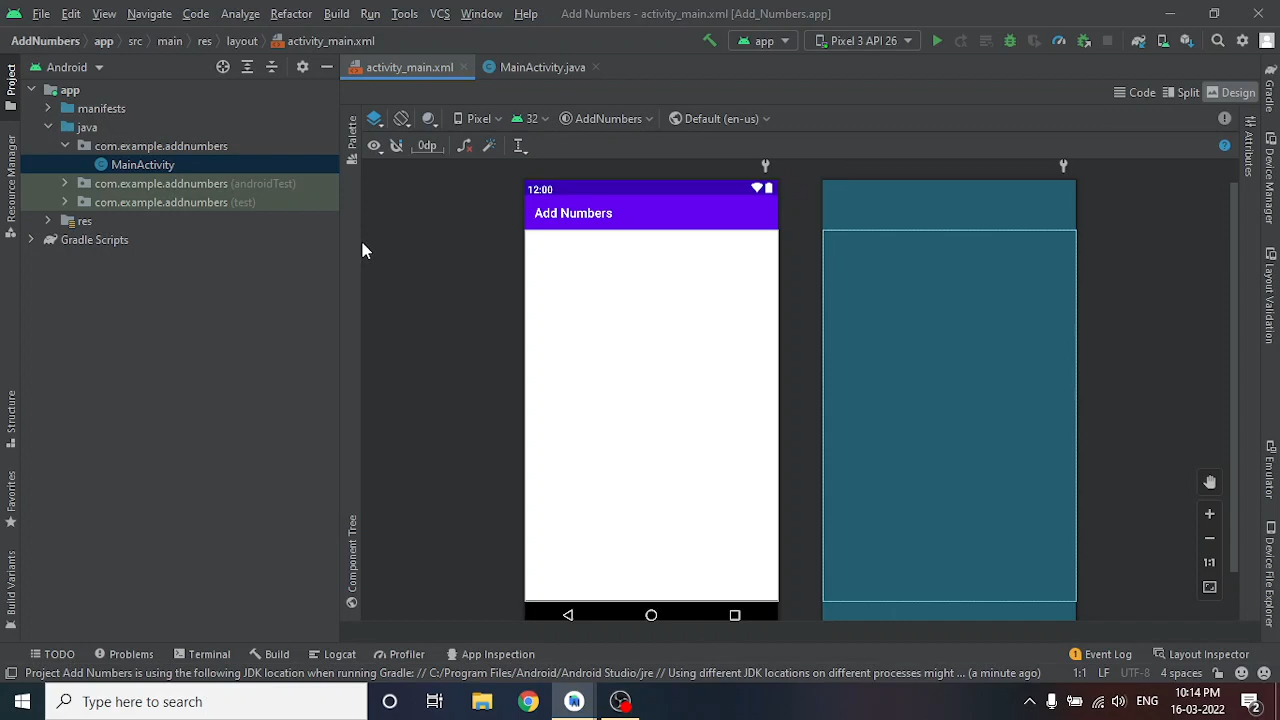 File Edit View Navigate Code Analyze Refactor Build Run Tools VCS Window Help Add Numbers - activity_main.xml [Add_Numbers.app]
AddNumbers app src main res layout activity_main.xml app Pixel 3 API 26
Android activity_main.xml MainActivity.java
Code Split Design
Pixel 32 AddNumbers Default (en-us)
0dp
app
manifests
java
com.example.addnumbers
MainActivity
com.example.addnumbers (androidTest)
com.example.addnumbers (test)
res
Gradle Scripts
Project
Resource Manager
Structure
Favorites
Build Variants
Palette
Component Tree
12:00
Add Numbers
1:1
Attributes
Gradle
Device Manager
Layout Validation
Emulator
Device File Explorer
TODO Problems Terminal Build Logcat Profiler App Inspection 1 Event Log Layout Inspector
Project Add Numbers is using the following JDK location when running Gradle: // C:/Program Files/Android/Android Studio/jre // Using different JDK locations on different processes might ... (a minute ago) 1:1 LF UTF-8 4 spaces
Type here to search
ENG
10:14 PM
16-03-2022
2